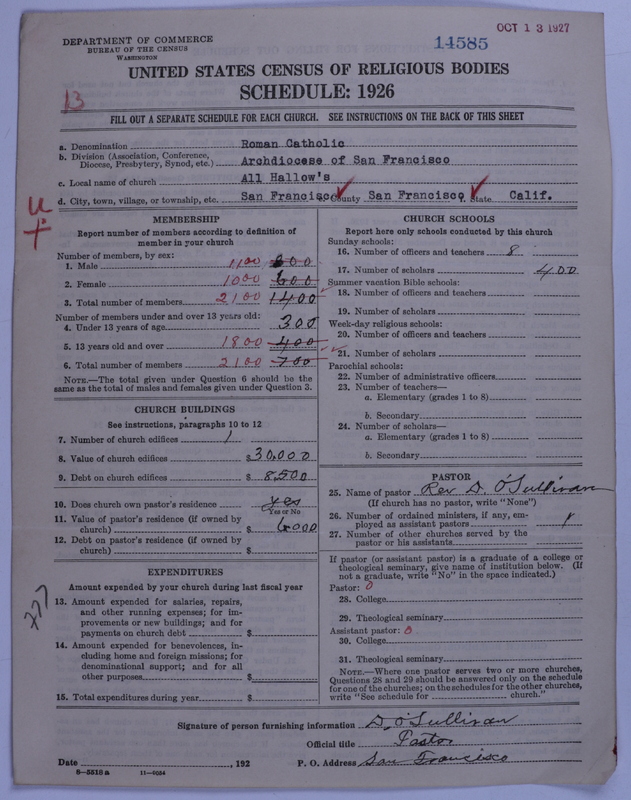 OCT 13 1927
14585
DEPARTMENT OF COMMERCE
BUREAU OF THE CENSUS
WASHINGTON
UNITED STATES CENSUS OF RELIGIOUS BODIES
SCHEDULE: 1926
13
FILL OUT A SEPARATE SCHEDULE FOR EACH CHURCH. SEE INSTRUCTIONS ON THE BACK OF THIS SHEET
a. Denomination Roman Catholic
b. Division (Association, Conference, Diocese, Presbytery, Synod, etc.) Archdiocese of San Francisco
c. Local name of church All Hallow's
d. City, town, village, or township, etc. San Francisco County San Francisco State Calif.
MEMBERSHIP
Report number of members according to definition of
member in your church
Number of members, by sex:
1. Male 1100 800
2. Female 1000 600
3. Total number of members 2100 1400
Number of members under and over 13 years old:
4. Under 13 years of age 300
5. 13 years old and over 1800 400
6. Total number of members 2100 700
NOTE.—The total given under Question 6 should be
same as the total of males and females given under Question 3.
CHURCH BUILDINGS
See instructions, paragraphs 10 to 12
7. Number of church edifices 1
8. Value of church edifices $30,000
9. Debt on church edifices $8,500
10. Does church own pastor's residence yes
Yes or No
11. Value of pastor's residence (if owned by
church) $6000
12. Debt on pastor's residence (if owned by
church) $
EXPENDITURES
Amount expended by your church during last fiscal year
13. Amount expended for salaries, repairs,
and other running expenses; for im-
provements or new buildings; and for
payments on church debt $
14. Amount expended for benevolences, in-
cluding home and foreign missions; for
denominational support; and for all
other purposes $
15. Total expenditures during year $
CHURCH SCHOOLS
Report here only schools conducted by this church
Sunday schools:
16. Number of officers and teachers 8
17. Number of scholars 400
Summer vacation Bible schools:
18. Number of officers and teachers
19. Number of scholars
Week-day religious schools:
20. Number of officers and teachers
21. Number of scholars
Parochial schools:
22. Number of administrative officers
23. Number of teachers—
a. Elementary (grades 1 to 8)
b. Secondary
24. Number of scholars—
a. Elementary (grades 1 to 8)
b. Secondary
PASTOR
25. Name of pastor Rev D. O'Sullivan
(If church has no pastor, write "None")
26. Number of ordained ministers, if any, em-
ployed as assistant pastors
27. Number of other churches served by the
pastor or his assistants
If pastor (or assistant pastor) is a graduate of a college or
theological seminary, give name of institution below. (If
not a graduate, write "No" in the space indicated.)
Pastor: 0
28. College
29. Theological seminary
Assistant pastor: 0
30. College
31. Theological seminary
NOTE.—Where one pastor serves two or more churches,
Questions 28 and 29 should be answered only on the schedule
for one of the churches; on the schedules for the other churches,
write "See schedule for church."
Signature of person furnishing information D. O'Sullivan
Official title Pastor
Date , 192 P. O. Address San Francisco
8—5518 a 11—9034